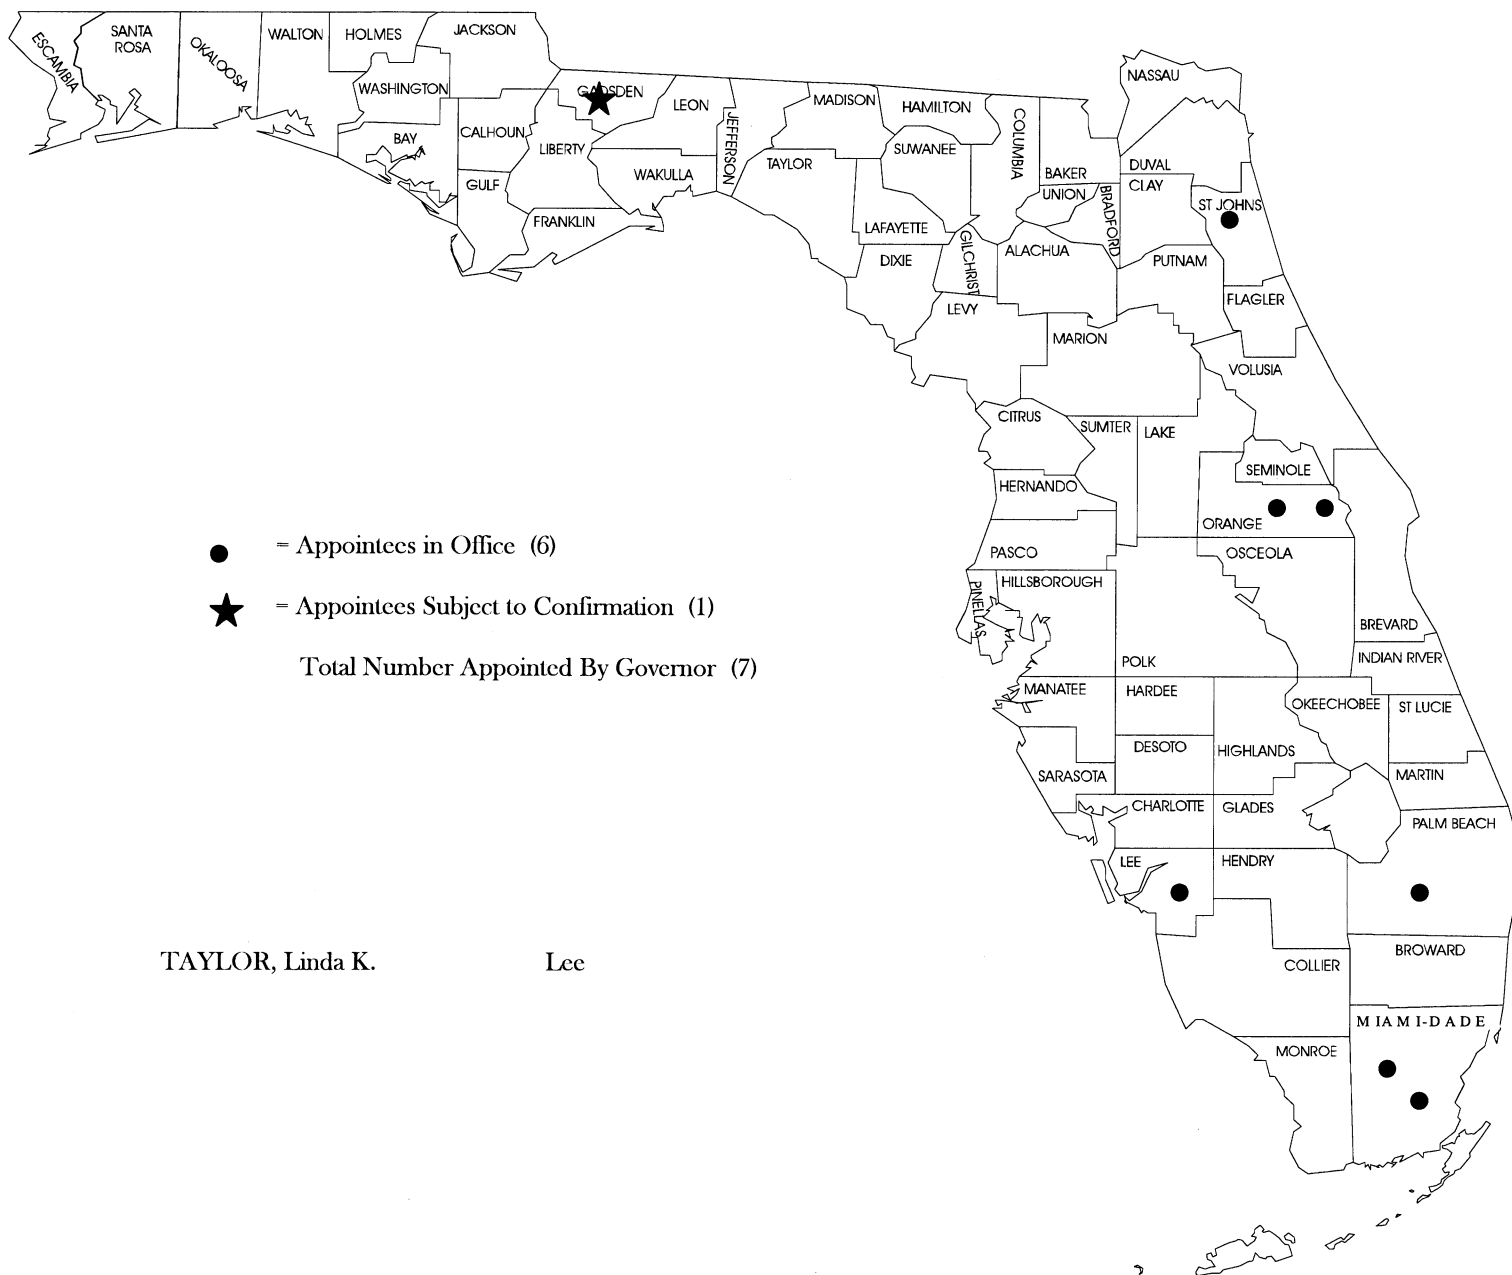 ESCAMBIA
SANTA
ROSA
OKALOOSA
WALTON
HOLMES
JACKSON
WASHINGTON
BAY
CALHOUN
GULF
GADSDEN
LIBERTY
FRANKLIN
LEON
WAKULLA
JEFFERSON
MADISON
TAYLOR
HAMILTON
SUWANEE
LAFAYETTE
DIXIE
COLUMBIA
GILCHRIST
LEVY
BAKER
UNION
BRADFORD
ALACHUA
NASSAU
DUVAL
CLAY
ST JOHNS
PUTNAM
FLAGLER
MARION
VOLUSIA
CITRUS
SUMTER
LAKE
SEMINOLE
HERNANDO
ORANGE
PASCO
OSCEOLA
PINELLAS
HILLSBOROUGH
POLK
BREVARD
INDIAN RIVER
MANATEE
HARDEE
OKEECHOBEE
ST LUCIE
DESOTO
HIGHLANDS
SARASOTA
MARTIN
CHARLOTTE
GLADES
PALM BEACH
LEE
HENDRY
BROWARD
COLLIER
MIAMI-DADE
MONROE
= Appointees in Office (6)
= Appointees Subject to Confirmation (1)
Total Number Appointed By Governor (7)
TAYLOR, Linda K. Lee